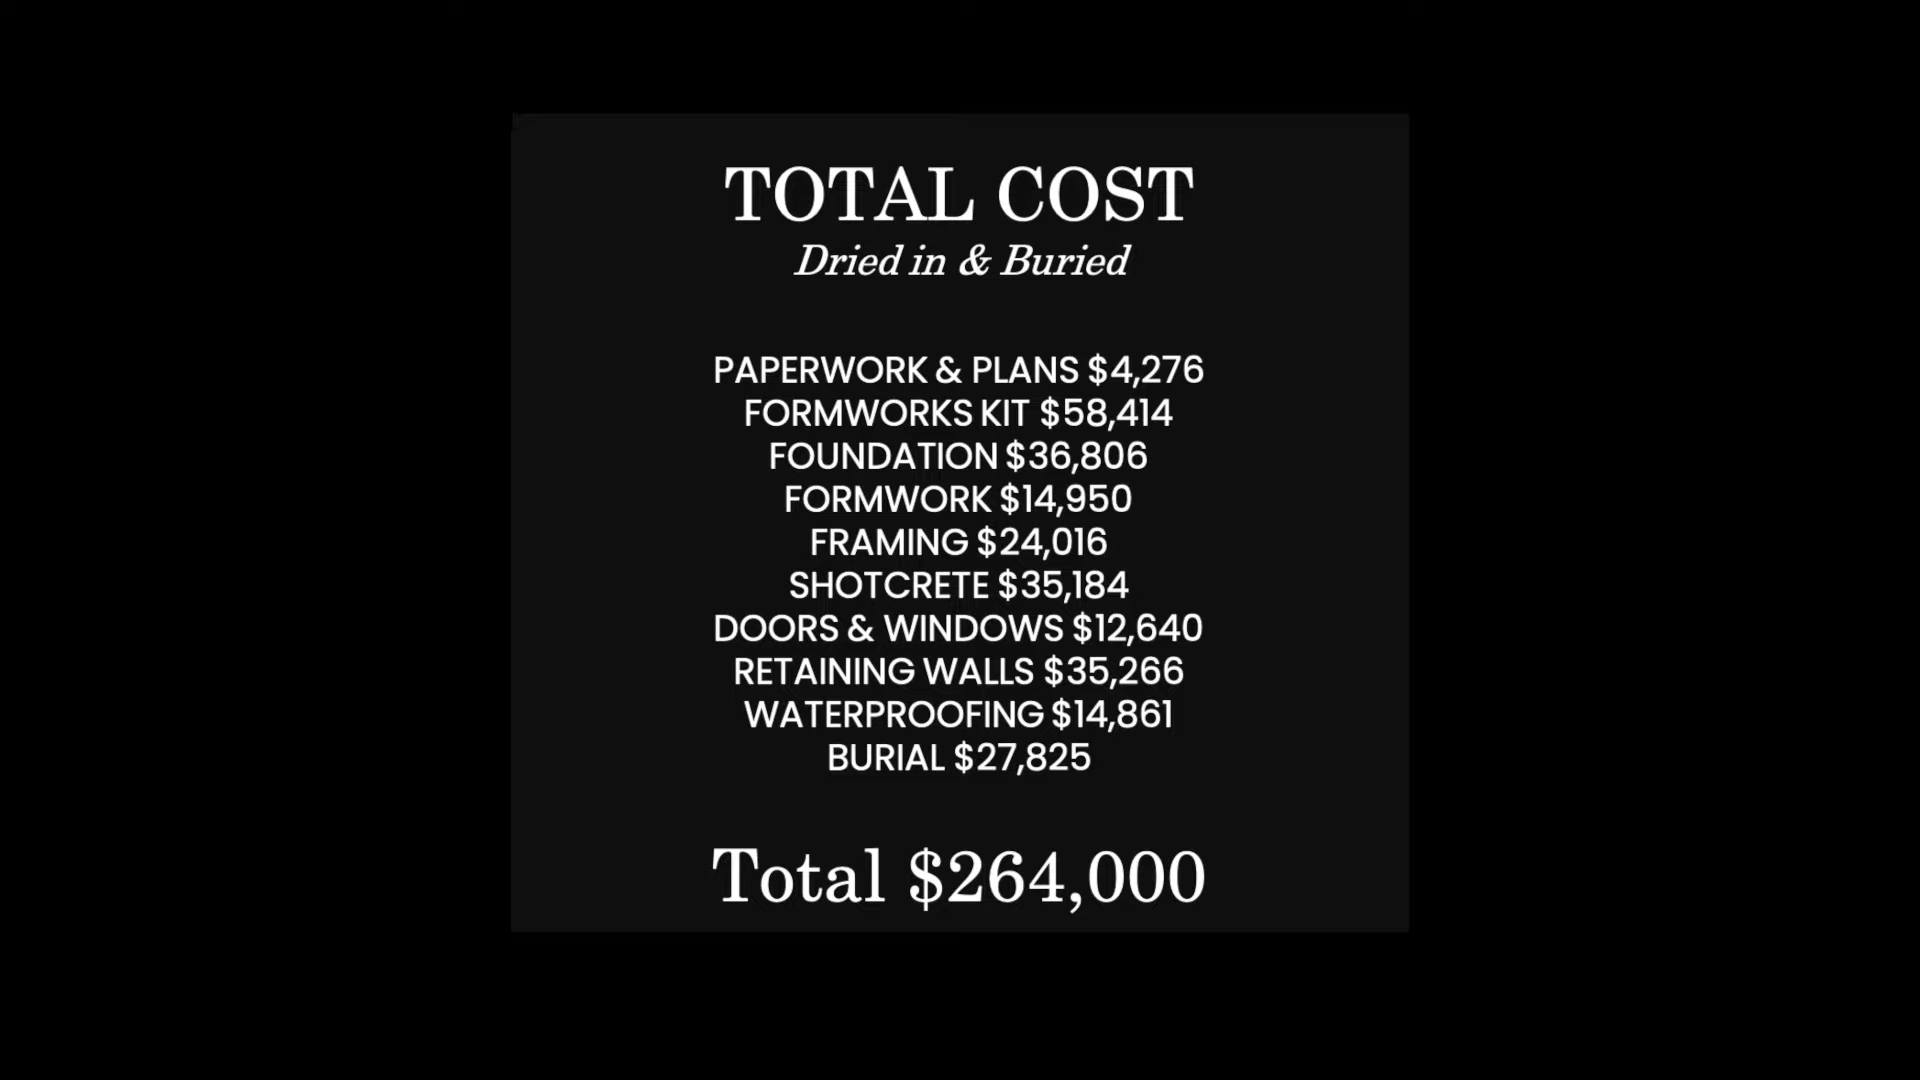 TOTAL COST
Dried in & Buried
PAPERWORK & PLANS $4,276
FORMWORKS KIT $58,414
FOUNDATION $36,806
FORMWORK $14,950
FRAMING $24,016
SHOTCRETE $35,184
DOORS & WINDOWS $12,640
RETAINING WALLS $35,266
WATERPROOFING $14,861
BURIAL $27,825
Total $264,000